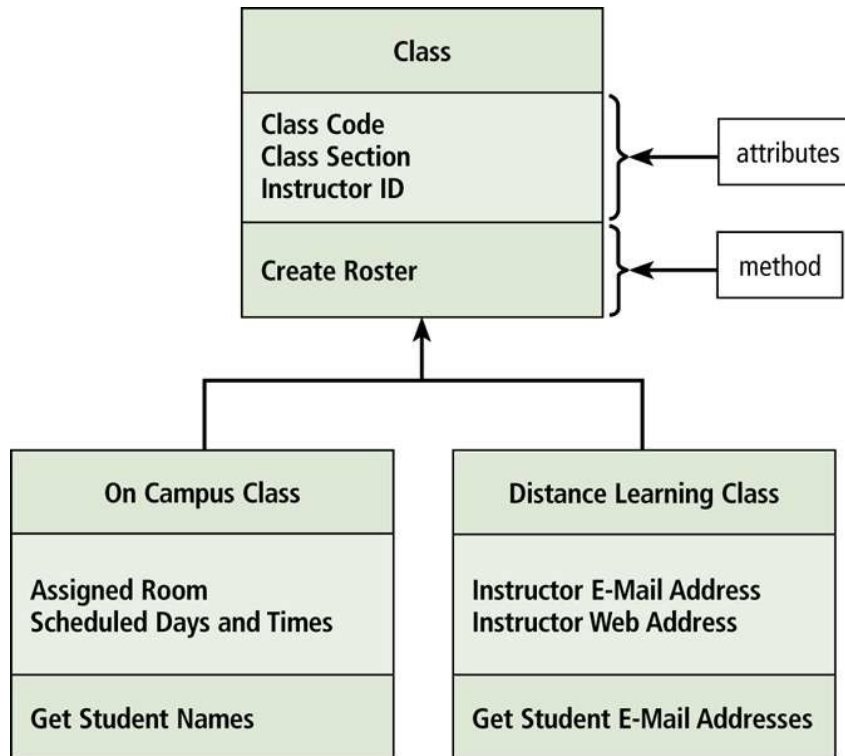 Class
Class Code
Class Section
Instructor ID
attributes
Create Roster
method
On Campus Class
Assigned Room
Scheduled Days and Times
Get Student Names
Distance Learning Class
Instructor E-Mail Address
Instructor Web Address
Get Student E-Mail Addresses